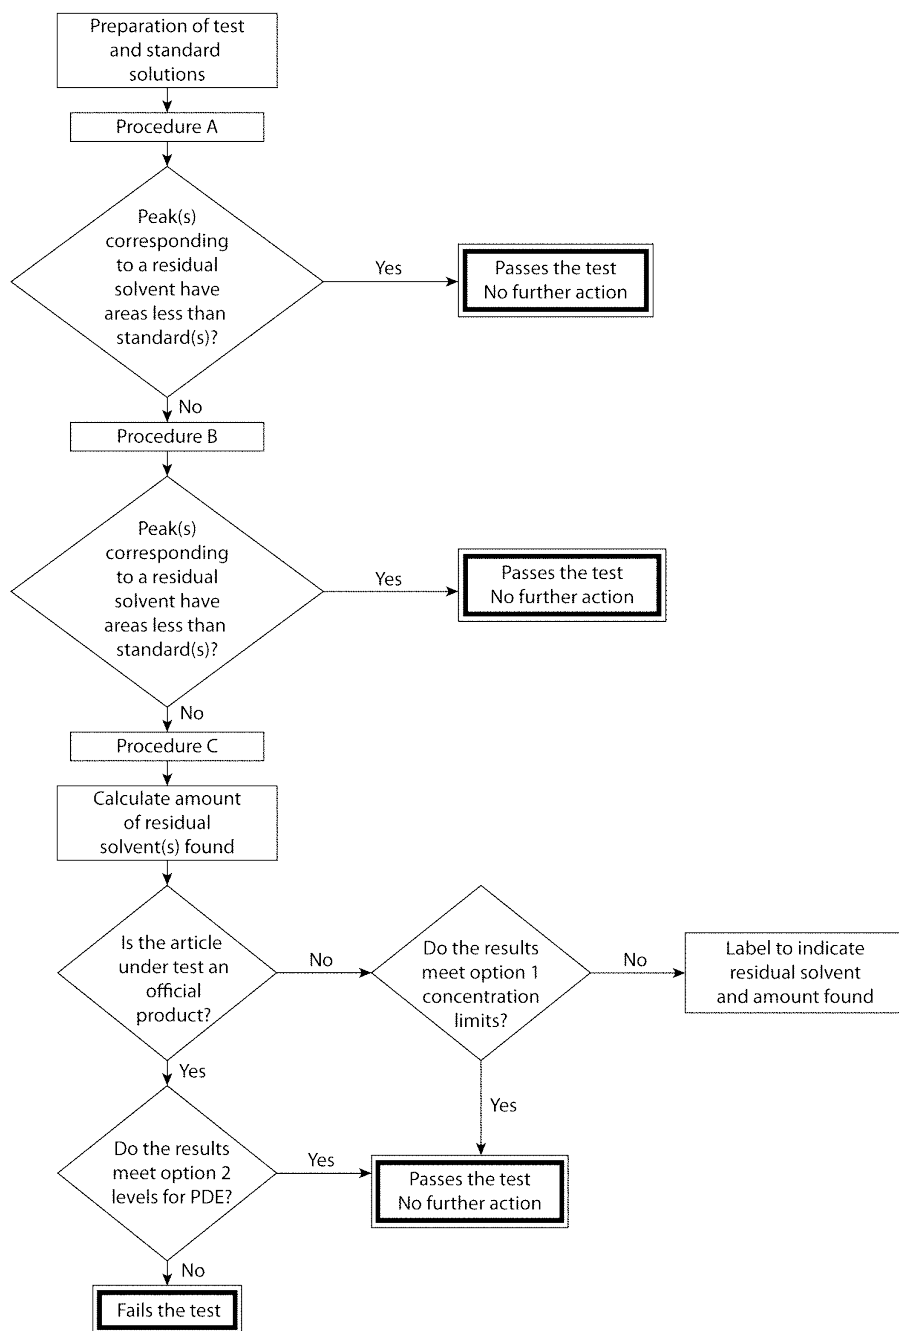 Preparation of test
and standard
solutions
Procedure A
Peak(s)
corresponding
to a residual
solvent have
areas less than
standard(s)?
Yes
Passes the test
No further action
No
Procedure B
Peak(s)
corresponding
to a residual
solvent have
areas less than
standard(s)?
Yes
Passes the test
No further action
No
Procedure C
Calculate amount
of residual
solvent(s) found
Is the article
under test an
official
product?
No
Do the results
meet option 1
concentration
limits?
No
Label to indicate
residual solvent
and amount found
Yes
Yes
Do the results
meet option 2
levels for PDE?
Yes
Passes the test
No further action
No
Fails the test